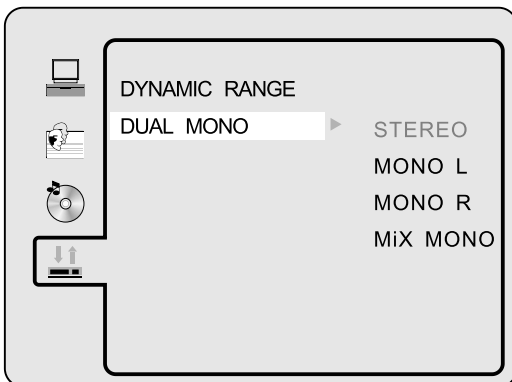 DYNAMIC RANGE
DUAL MONO
STEREO
MONO L
MONO R
MiX MONO